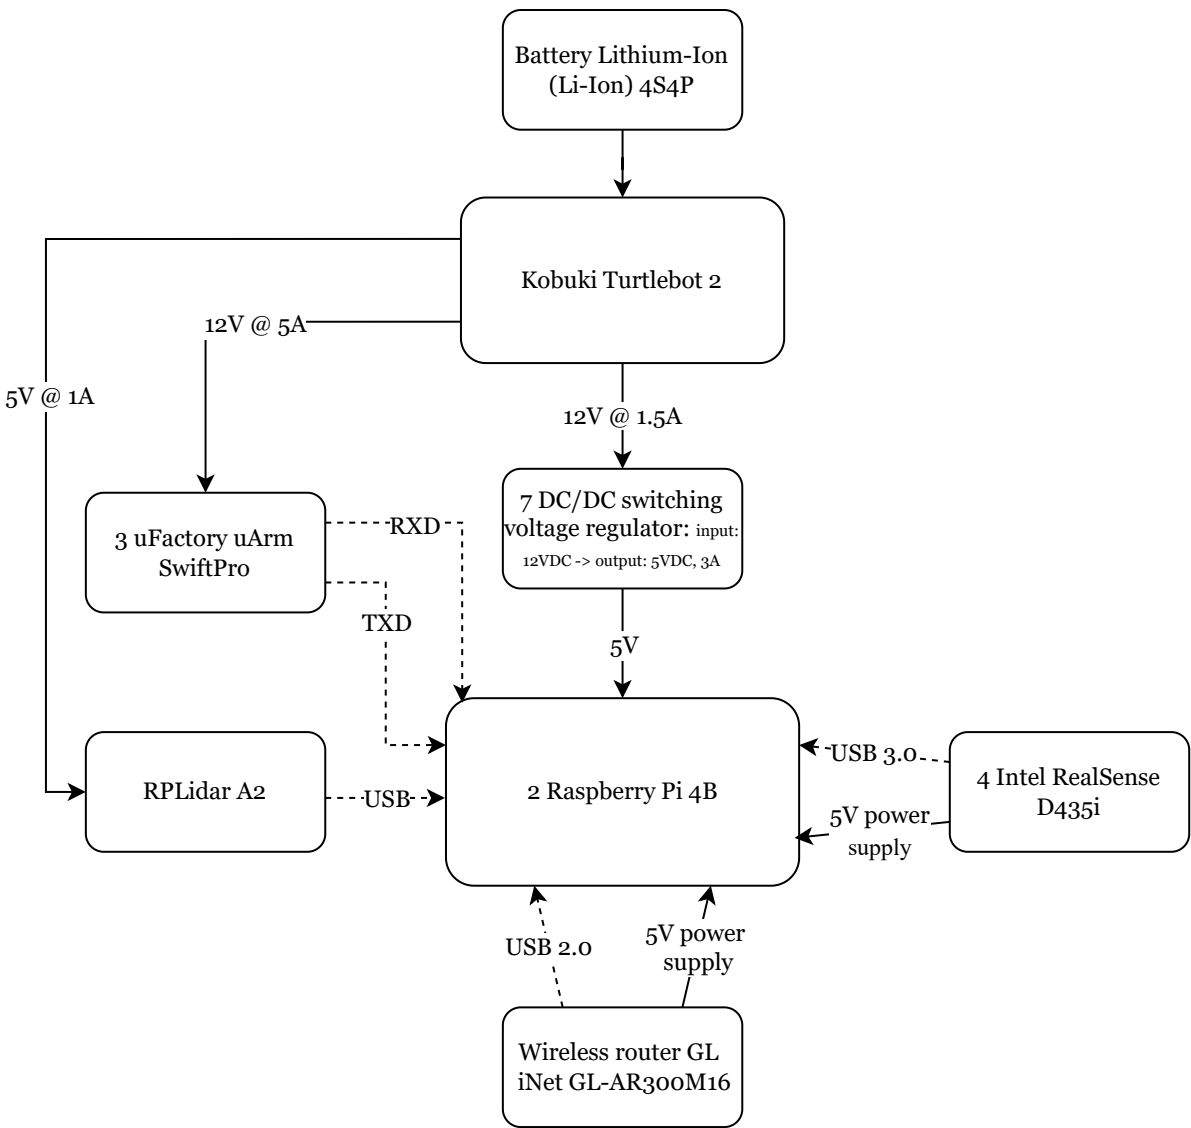 Battery Lithium-Ion
(Li-Ion) 4S4P
Kobuki Turtlebot 2
12V @ 5A
5V @ 1A
12V @ 1.5A
7 DC/DC switching
voltage regulator: input:
12VDC -> output: 5VDC, 3A
3 uFactory uArm
SwiftPro
RXD
TXD
5V
RPLidar A2
USB
2 Raspberry Pi 4B
USB 3.0
5V power
supply
4 Intel RealSense
D435i
USB 2.0
5V power
supply
Wireless router GL
iNet GL-AR300M16